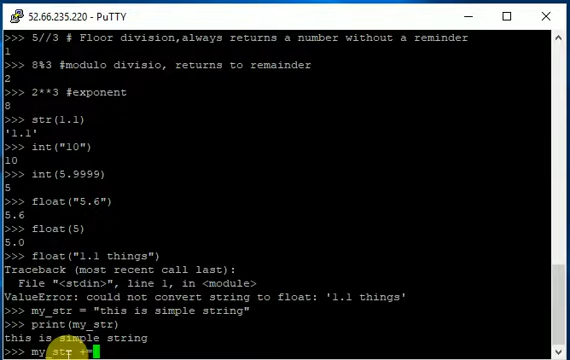 52.66.235.220 - PuTTY
>>> 5//3 # Floor division,always returns a number without a reminder
1
>>> 8%3 #modulo divisio, returns to remainder
2
>>> 2**3 #exponent
8
>>> str(1.1)
'1.1'
>>> int("10")
10
>>> int(5.9999)
5
>>> float("5.6")
5.6
>>> float(5)
5.0
>>> float("1.1 things")
Traceback (most recent call last):
  File "<stdin>", line 1, in <module>
ValueError: could not convert string to float: '1.1 things'
>>> my_str = "this is simple string"
>>> print(my_str)
this is simple string
>>> my_str +=